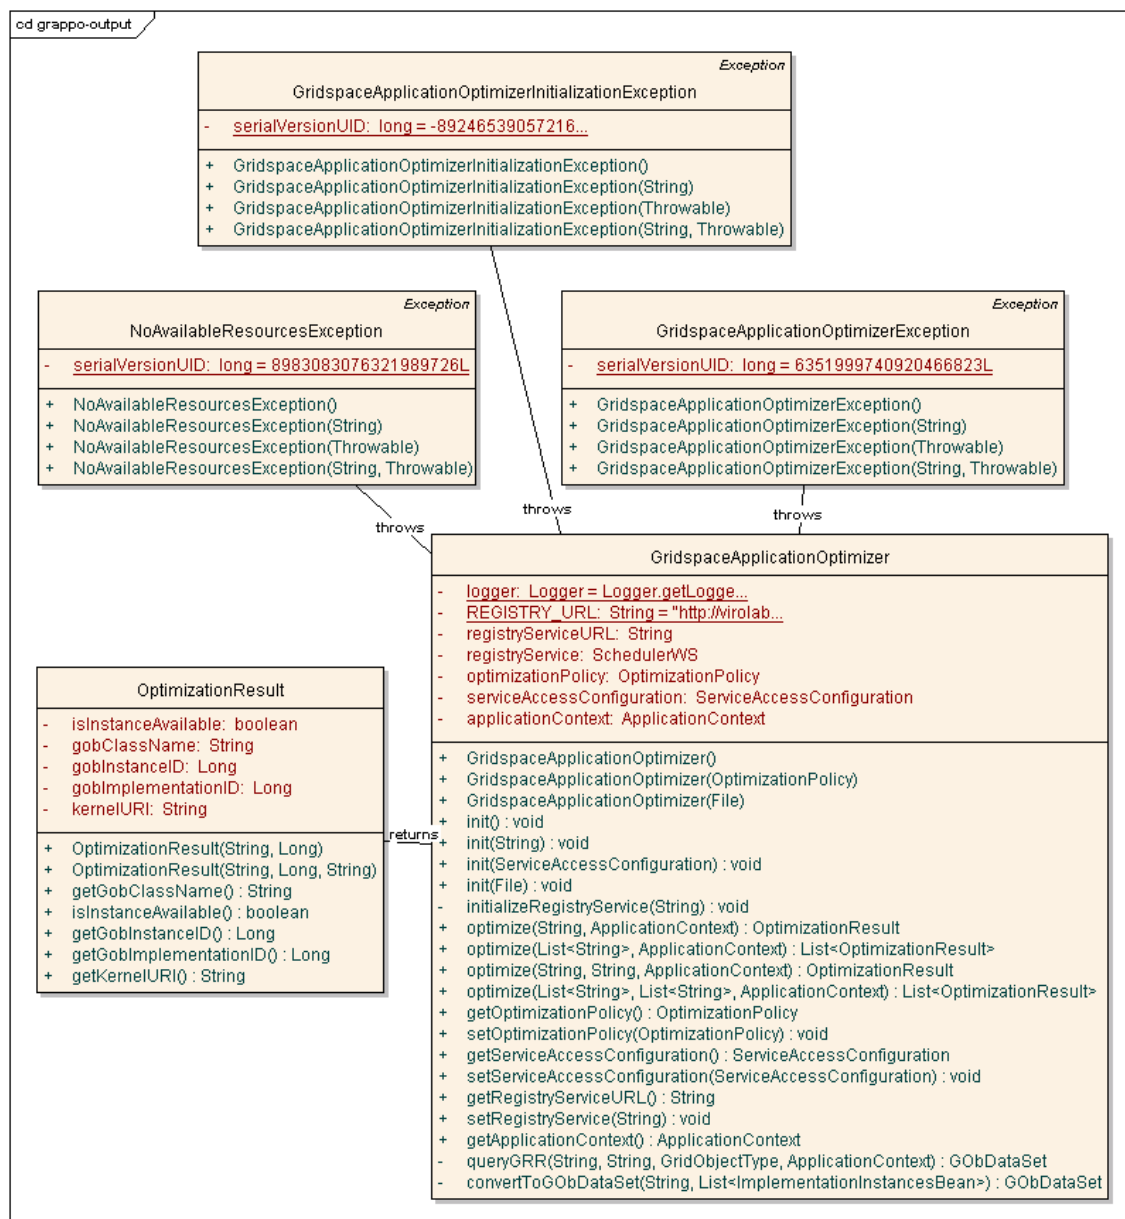 cd grappo-output
Exception
GridspaceApplicationOptimizerInitializationException
- serialVersionUID: long = -89246539057216...
+ GridspaceApplicationOptimizerInitializationException()
+ GridspaceApplicationOptimizerInitializationException(String)
+ GridspaceApplicationOptimizerInitializationException(Throwable)
+ GridspaceApplicationOptimizerInitializationException(String, Throwable)
Exception
NoAvailableResourcesException
- serialVersionUID: long = 8983083076321989726L
+ NoAvailableResourcesException()
+ NoAvailableResourcesException(String)
+ NoAvailableResourcesException(Throwable)
+ NoAvailableResourcesException(String, Throwable)
Exception
GridspaceApplicationOptimizerException
- serialVersionUID: long = 6351999740920466823L
+ GridspaceApplicationOptimizerException()
+ GridspaceApplicationOptimizerException(String)
+ GridspaceApplicationOptimizerException(Throwable)
+ GridspaceApplicationOptimizerException(String, Throwable)
throws
throws
throws
GridspaceApplicationOptimizer
- logger: Logger = Logger.getLogge...
- REGISTRY_URL: String = "http://virolab...
- registryServiceURL: String
- registryService: SchedulerWS
- optimizationPolicy: OptimizationPolicy
- serviceAccessConfiguration: ServiceAccessConfiguration
- applicationContext: ApplicationContext
+ GridspaceApplicationOptimizer()
+ GridspaceApplicationOptimizer(OptimizationPolicy)
+ GridspaceApplicationOptimizer(File)
+ init() : void
+ init(String) : void
+ init(ServiceAccessConfiguration) : void
+ init(File) : void
- initializeRegistryService(String) : void
+ optimize(String, ApplicationContext) : OptimizationResult
+ optimize(List<String>, ApplicationContext) : List<OptimizationResult>
+ optimize(String, String, ApplicationContext) : OptimizationResult
+ optimize(List<String>, List<String>, ApplicationContext) : List<OptimizationResult>
+ getOptimizationPolicy() : OptimizationPolicy
+ setOptimizationPolicy(OptimizationPolicy) : void
+ getServiceAccessConfiguration() : ServiceAccessConfiguration
+ setServiceAccessConfiguration(ServiceAccessConfiguration) : void
+ getRegistryServiceURL() : String
+ setRegistryService(String) : void
+ getApplicationContext() : ApplicationContext
- queryGRR(String, String, GridObjectType, ApplicationContext) : GObDataSet
- convertToGObDataSet(String, List<ImplementationInstancesBean>) : GObDataSet
returns
OptimizationResult
- isInstanceAvailable: boolean
- gobClassName: String
- gobInstanceID: Long
- gobImplementationID: Long
- kernelURI: String
+ OptimizationResult(String, Long)
+ OptimizationResult(String, Long, String)
+ getGobClassName() : String
+ isInstanceAvailable() : boolean
+ getGobInstanceID() : Long
+ getGobImplementationID() : Long
+ getKernelURI() : String